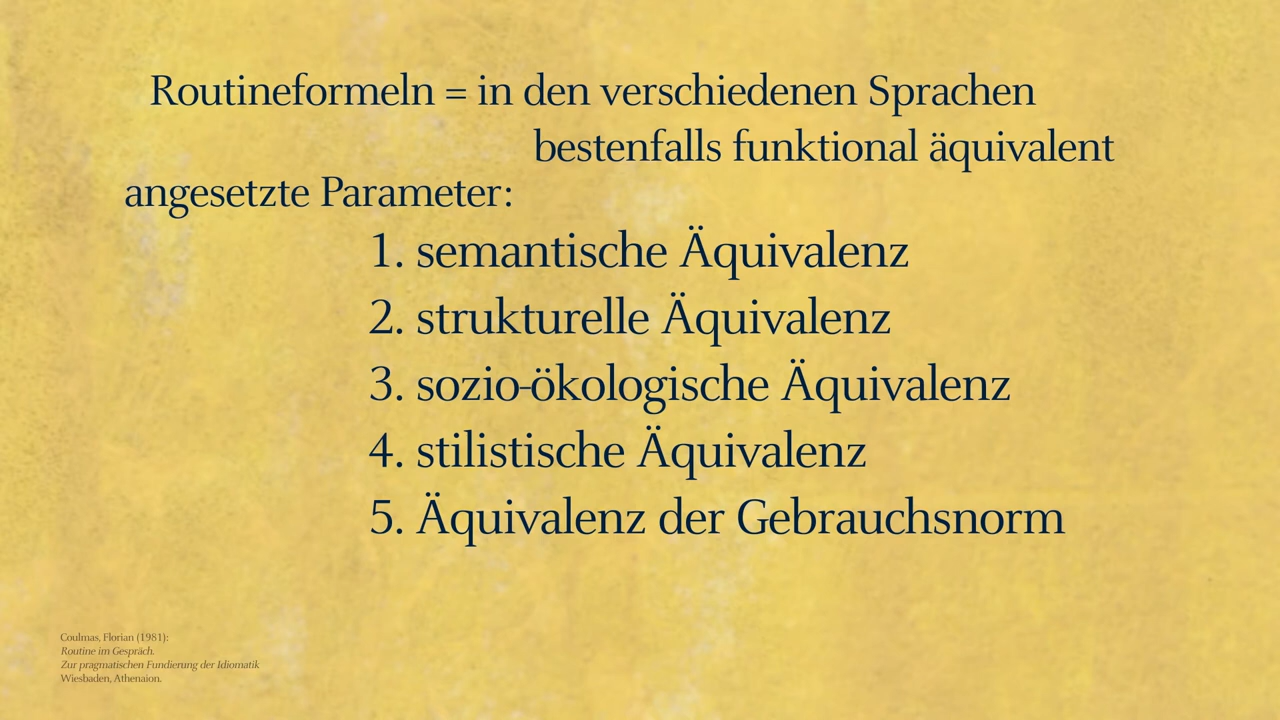 Routineformeln = in den verschiedenen Sprachen
bestenfalls funktional äquivalent
angesetzte Parameter:
1. semantische Äquivalenz
2. strukturelle Äquivalenz
3. sozio-ökologische Äquivalenz
4. stilistische Äquivalenz
5. Äquivalenz der Gebrauchsnorm
Coulmas, Florian (1981):
Routine im Gespräch.
Zur pragmatischen Fundierung der Idiomatik
Wiesbaden, Athenaion.